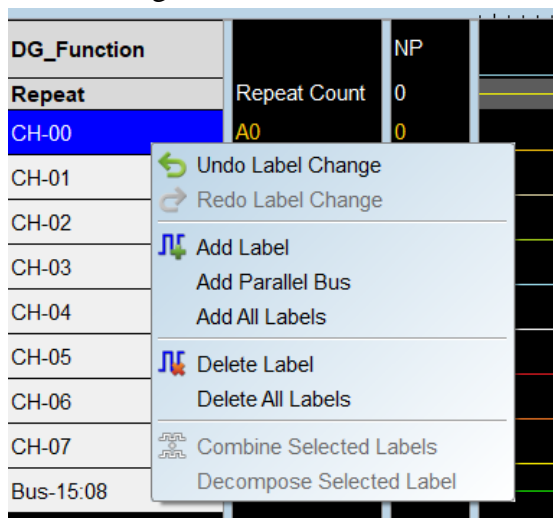 DG_Function NP
Repeat Repeat Count 0
CH-00 A0 0
CH-01
CH-02
CH-03
CH-04
CH-05
CH-06
CH-07
Bus-15:08
Undo Label Change
Redo Label Change
Add Label
Add Parallel Bus
Add All Labels
Delete Label
Delete All Labels
Combine Selected Labels
Decompose Selected Label